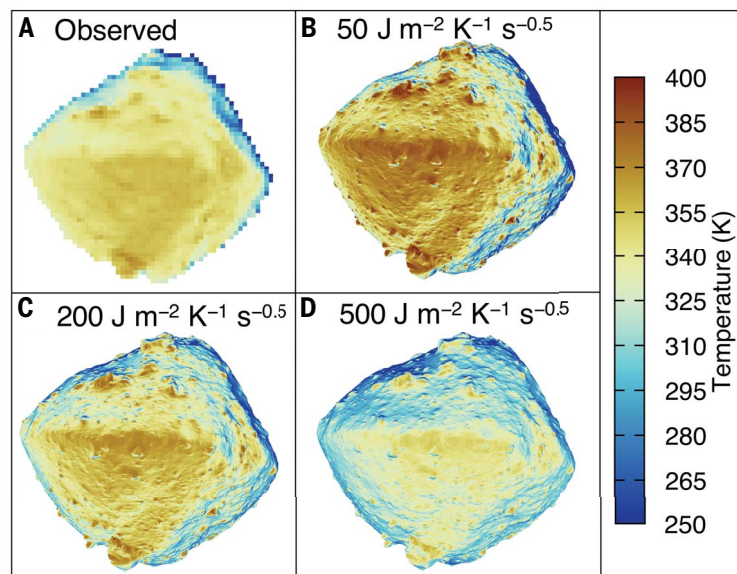 A Observed
B 50 J m⁻² K⁻¹ s⁻⁰·⁵
C 200 J m⁻² K⁻¹ s⁻⁰·⁵
D 500 J m⁻² K⁻¹ s⁻⁰·⁵
400
385
370
355
340
325
310
295
280
265
250
Temperature (K)